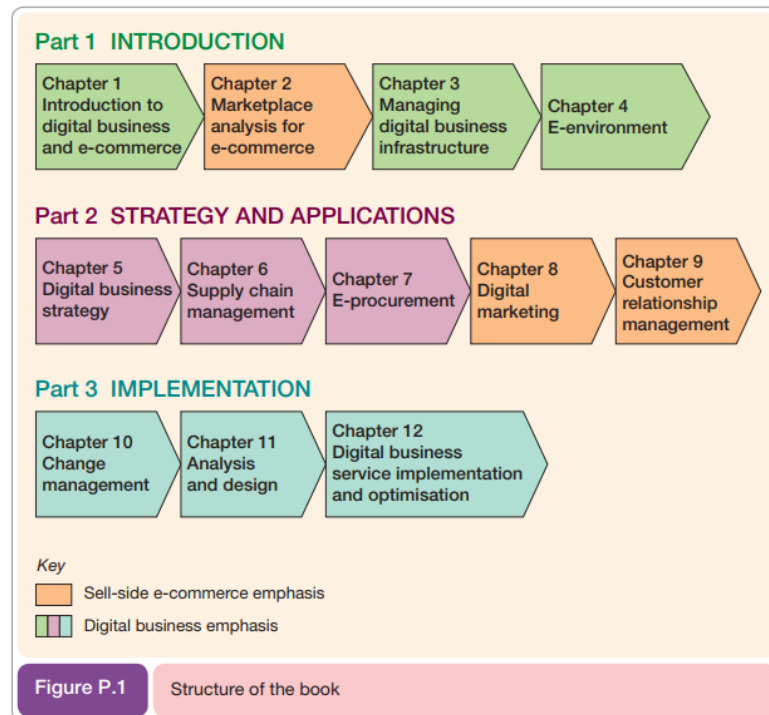 Part 1 INTRODUCTION
Chapter 1
Introduction to
digital business
and e-commerce
Chapter 2
Marketplace
analysis for
e-commerce
Chapter 3
Managing
digital business
infrastructure
Chapter 4
E-environment
Part 2 STRATEGY AND APPLICATIONS
Chapter 5
Digital business
strategy
Chapter 6
Supply chain
management
Chapter 7
E-procurement
Chapter 8
Digital
marketing
Chapter 9
Customer
relationship
management
Part 3 IMPLEMENTATION
Chapter 10
Change
management
Chapter 11
Analysis
and design
Chapter 12
Digital business
service implementation
and optimisation
Key
Sell-side e-commerce emphasis
Digital business emphasis
Figure P.1
Structure of the book